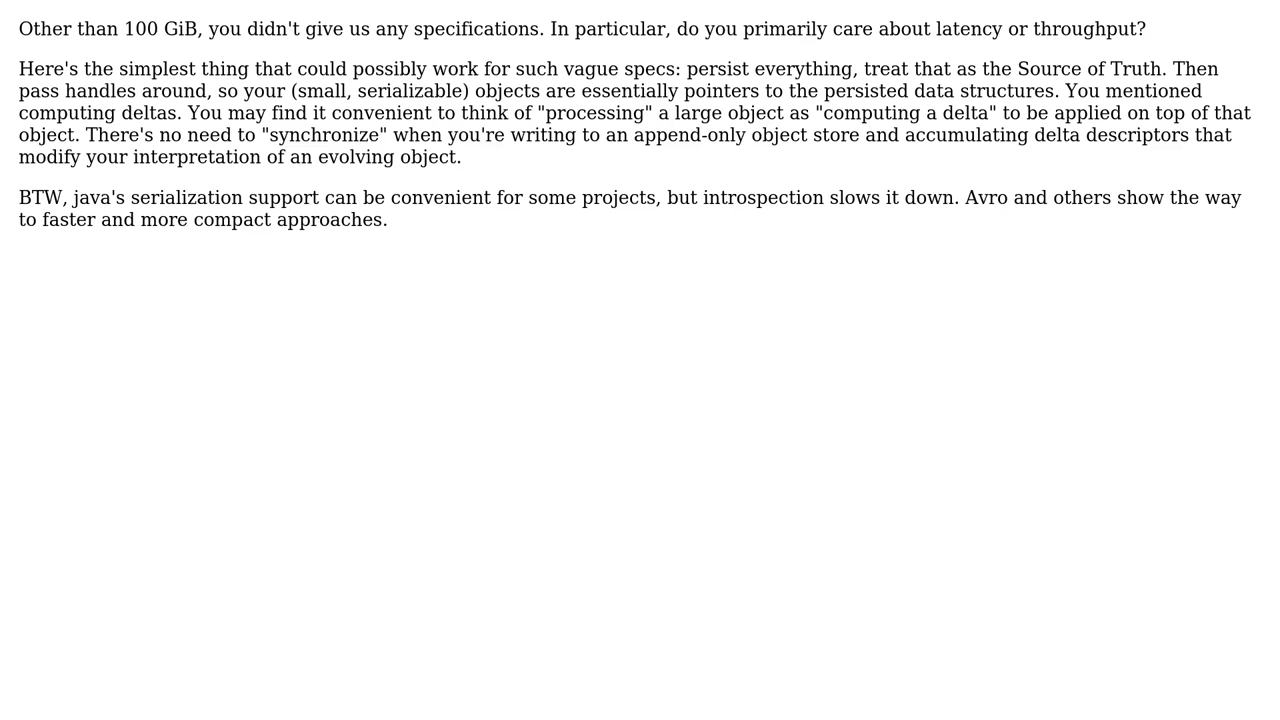 Other than 100 GiB, you didn't give us any specifications. In particular, do you primarily care about latency or throughput?
Here's the simplest thing that could possibly work for such vague specs: persist everything, treat that as the Source of Truth. Then
pass handles around, so your (small, serializable) objects are essentially pointers to the persisted data structures. You mentioned
computing deltas. You may find it convenient to think of "processing" a large object as "computing a delta" to be applied on top of that
object. There's no need to "synchronize" when you're writing to an append-only object store and accumulating delta descriptors that
modify your interpretation of an evolving object.
BTW, java's serialization support can be convenient for some projects, but introspection slows it down. Avro and others show the way
to faster and more compact approaches.